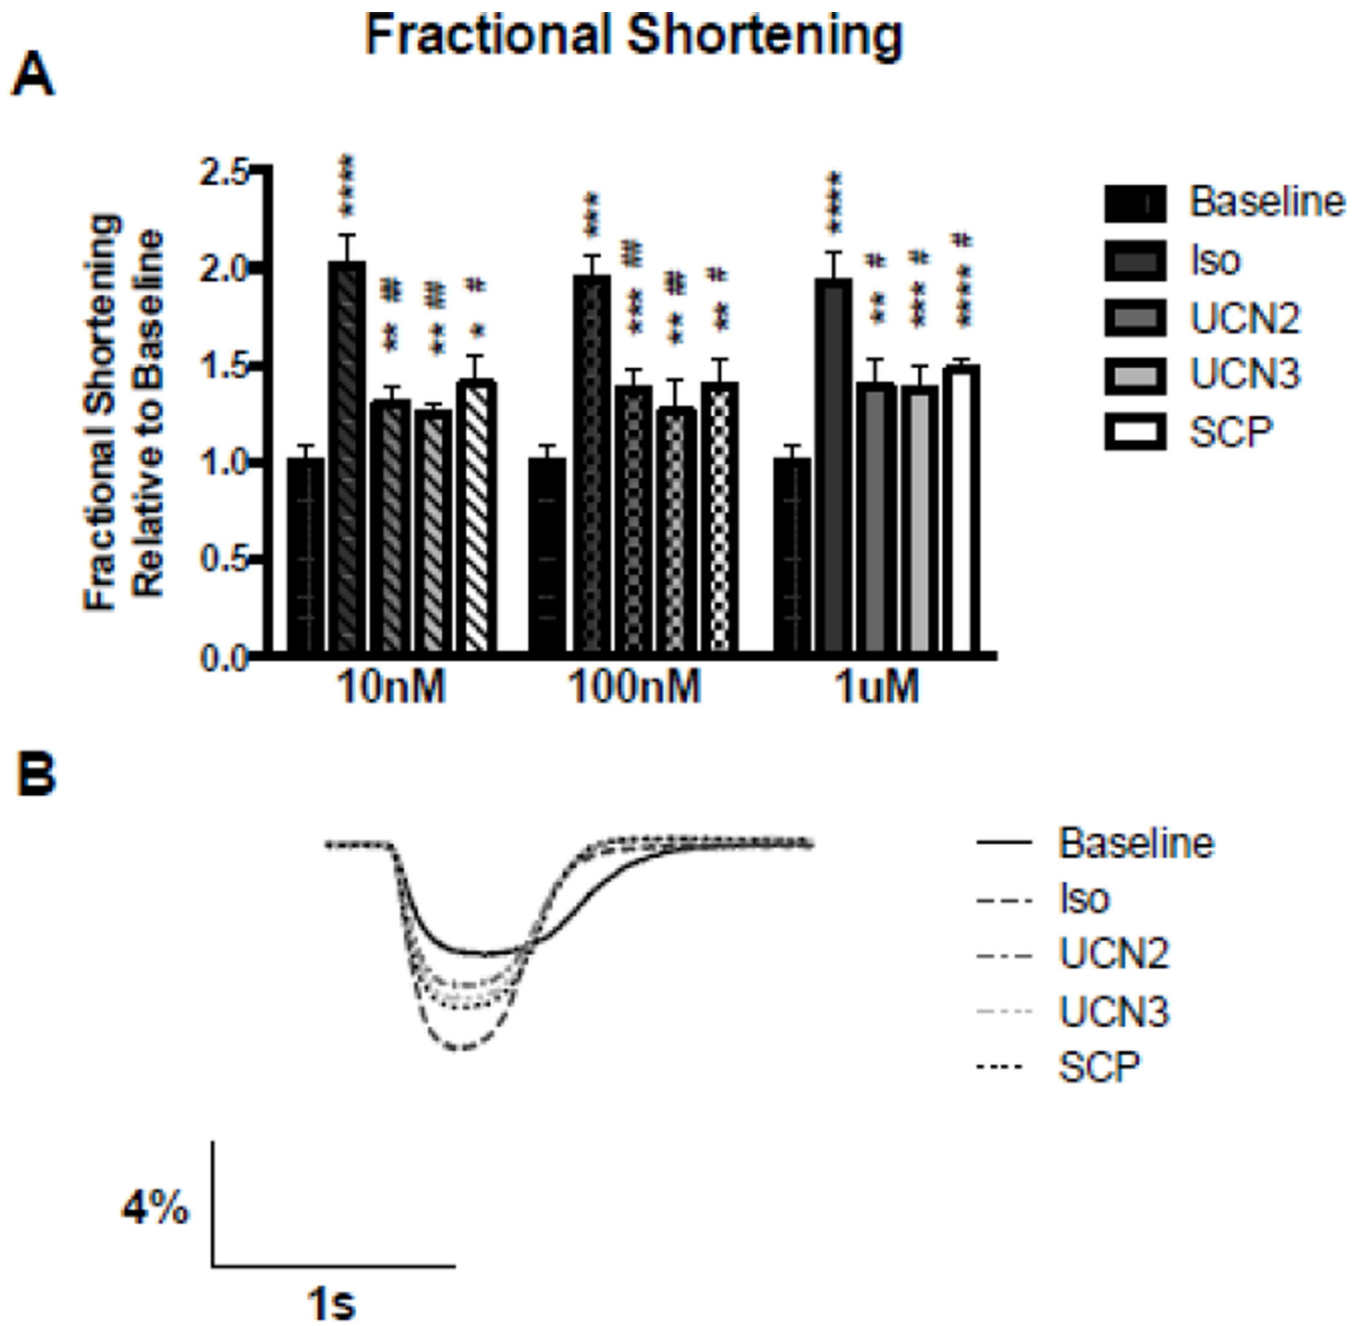 Fractional Shortening
A
Fractional Shortening
Relative to Baseline
2.5
2.0
1.5
1.0
0.5
0.0
****
** ##
** ##
* #
***
*** ##
** ##
** #
****
** #
*** #
**** #
10nM
100nM
1uM
Baseline
Iso
UCN2
UCN3
SCP
B
Baseline
Iso
UCN2
UCN3
SCP
4%
1s